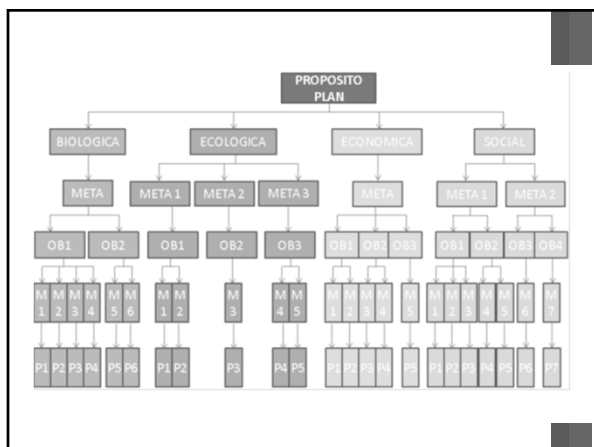 PROPOSITO
PLAN
BIOLOGICA ECOLOGICA ECONOMICA SOCIAL
META META 1 META 2 META 3 META META 1 META 2
OB1 OB2 OB1 OB2 OB3 OB1 OB2 OB3 OB1 OB2 OB3 OB4
M M M M M M M M M M M M M M M M M M M M M M M
1 2 3 4 5 6 1 2 3 4 5 1 2 3 4 5 1 2 3 4 5 6 7
P1 P2 P3 P4 P5 P6 P1 P2 P3 P4 P5 P1 P2 P3 P4 P5 P1 P2 P3 P4 P5 P6 P7